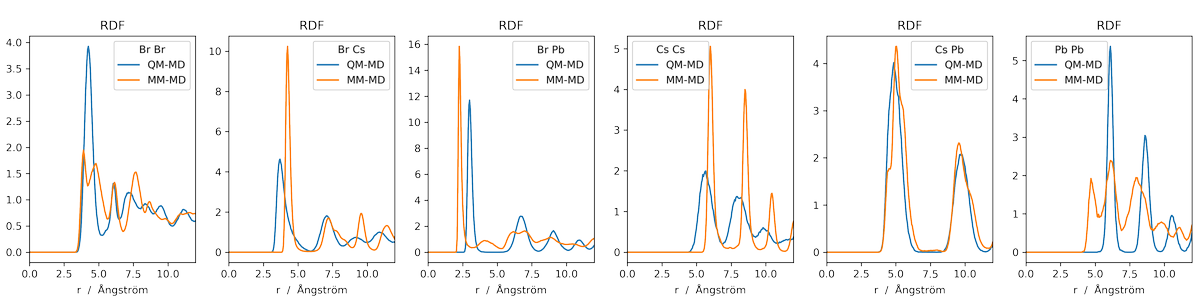 RDF
4.0
3.5
3.0
2.5
2.0
1.5
1.0
0.5
0.0
Br Br
QM-MD
MM-MD
0.0 2.5 5.0 7.5 10.0
r / Ångström
RDF
10
8
6
4
2
0
Br Cs
QM-MD
MM-MD
0.0 2.5 5.0 7.5 10.0
r / Ångström
RDF
16
14
12
10
8
6
4
2
0
Br Pb
QM-MD
MM-MD
0.0 2.5 5.0 7.5 10.0
r / Ångström
RDF
5
4
3
2
1
0
Cs Cs
QM-MD
MM-MD
0.0 2.5 5.0 7.5 10.0
r / Ångström
RDF
4
3
2
1
0
Cs Pb
QM-MD
MM-MD
0.0 2.5 5.0 7.5 10.0
r / Ångström
RDF
5
4
3
2
1
0
Pb Pb
QM-MD
MM-MD
0.0 2.5 5.0 7.5 10.0
r / Ångström